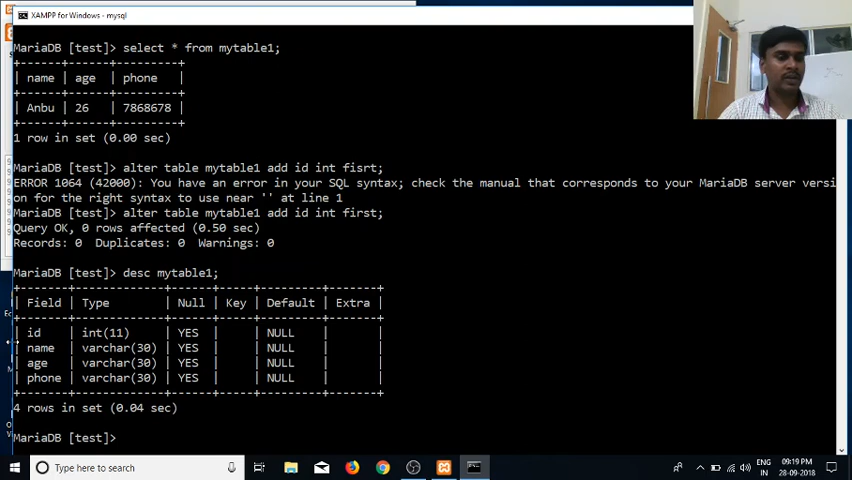 XAMPP for Windows - mysql
MariaDB [test]> select * from mytable1;
+------+------+---------+
| name | age  | phone   |
+------+------+---------+
| Anbu | 26   | 7868678 |
+------+------+---------+
1 row in set (0.00 sec)
MariaDB [test]> alter table mytable1 add id int fisrt;
ERROR 1064 (42000): You have an error in your SQL syntax; check the manual that corresponds to your MariaDB server versi
on for the right syntax to use near '' at line 1
MariaDB [test]> alter table mytable1 add id int first;
Query OK, 0 rows affected (0.50 sec)
Records: 0  Duplicates: 0  Warnings: 0
MariaDB [test]> desc mytable1;
+-------+-------------+------+-----+---------+-------+
| Field | Type        | Null | Key | Default | Extra |
+-------+-------------+------+-----+---------+-------+
| id    | int(11)     | YES  |     | NULL    |       |
| name  | varchar(30) | YES  |     | NULL    |       |
| age   | varchar(30) | YES  |     | NULL    |       |
| phone | varchar(30) | YES  |     | NULL    |       |
+-------+-------------+------+-----+---------+-------+
4 rows in set (0.04 sec)
MariaDB [test]>
Type here to search
ENG
IN
09:19 PM
28-09-2018